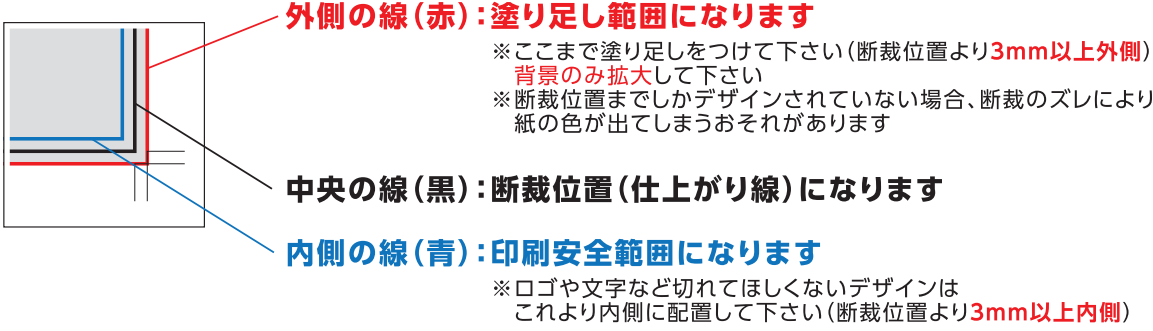 外側の線（赤）：塗り足し範囲になります
※ここまで塗り足しをつけて下さい（断裁位置より3mm以上外側）
背景のみ拡大して下さい
※断裁位置までしかデザインされていない場合、断裁のズレにより
紙の色が出てしまうおそれがあります
中央の線（黒）：断裁位置（仕上がり線）になります
内側の線（青）：印刷安全範囲になります
※ロゴや文字など切れてほしくないデザインは
これより内側に配置して下さい（断裁位置より3mm以上内側）